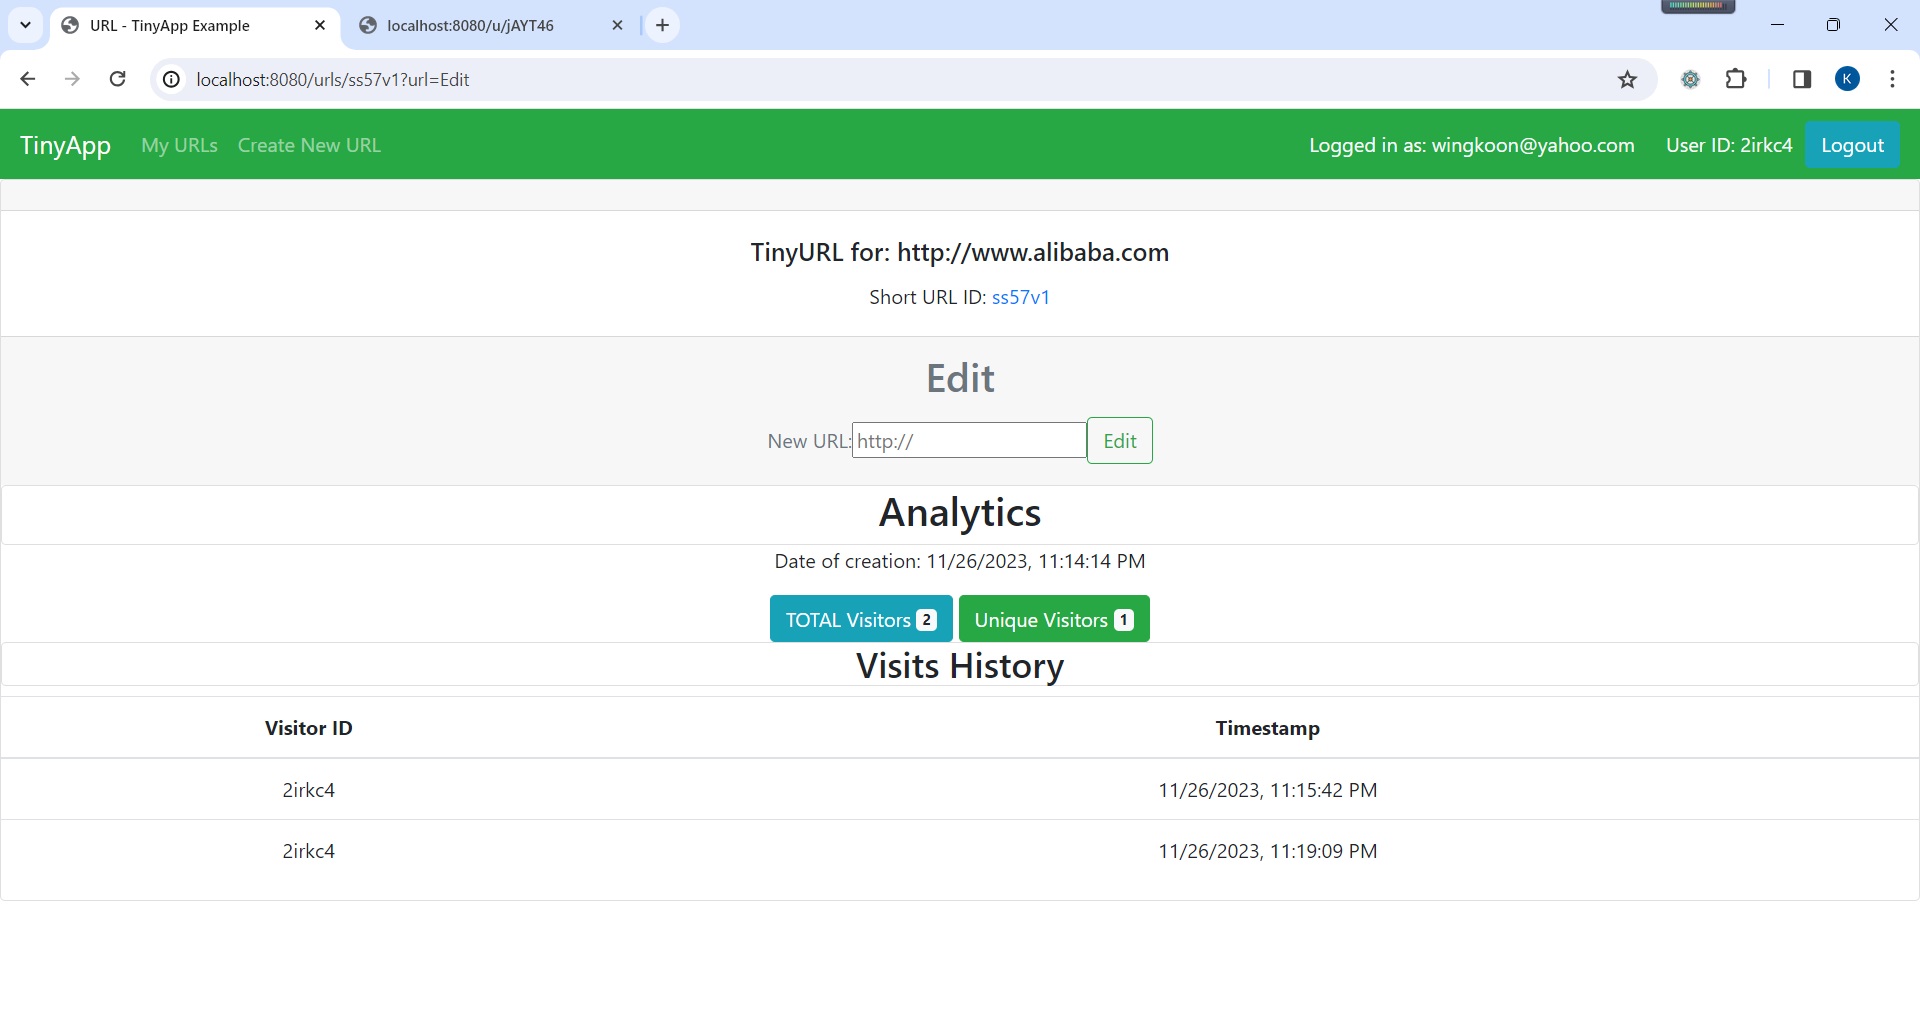 URL - TinyApp Example
localhost:8080/u/jAYT46
localhost:8080/urls/ss57v1?url=Edit
K
TinyApp My URLs Create New URL Logged in as: wingkoon@yahoo.com User ID: 2irkc4 Logout
TinyURL for: http://www.alibaba.com
Short URL ID: ss57v1
Edit
New URL: http:// Edit
Analytics
Date of creation: 11/26/2023, 11:14:14 PM
TOTAL Visitors 2 Unique Visitors 1
Visits History
Visitor ID Timestamp
2irkc4 11/26/2023, 11:15:42 PM
2irkc4 11/26/2023, 11:19:09 PM